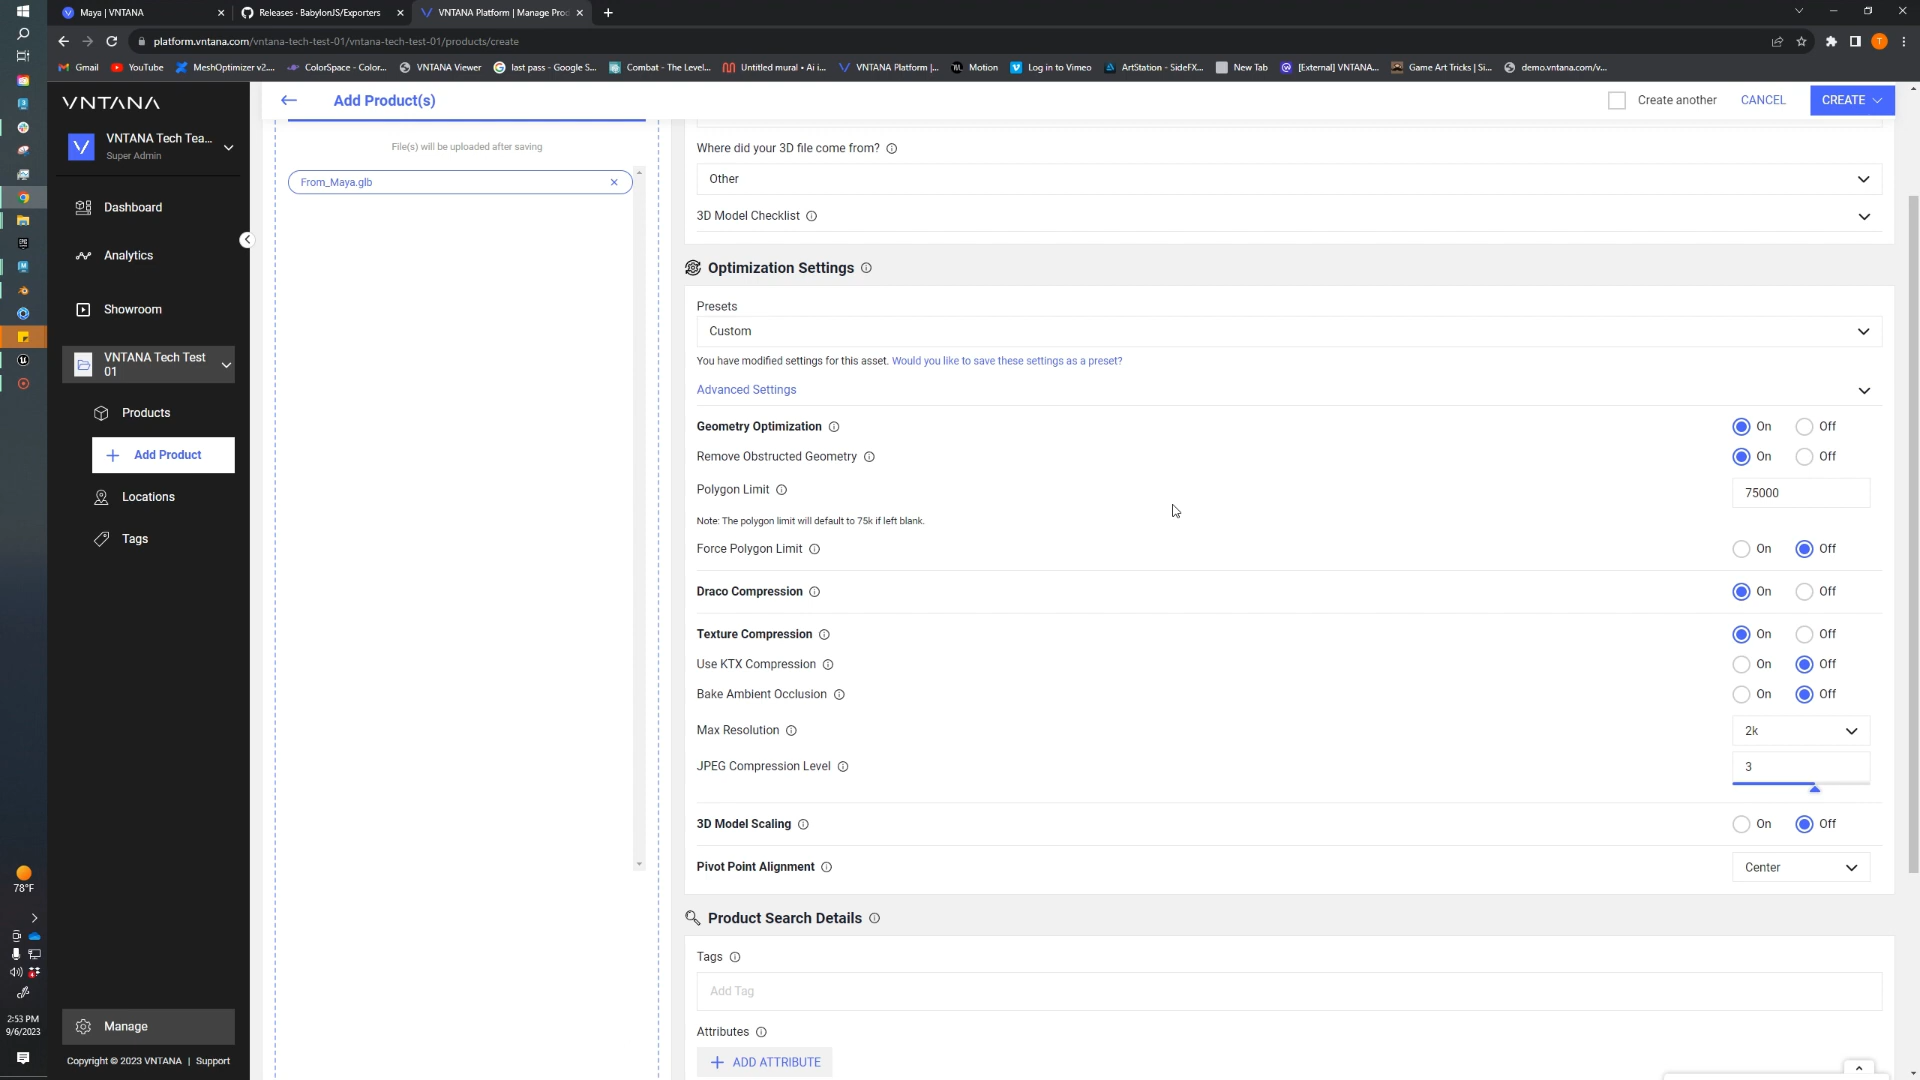 Maya | VNTANA
Releases · BabylonJS/Exporters
VNTANA Platform | Manage Prod
platform.vntana.com/vntana-tech-test-01/vntana-tech-test-01/products/create
Gmail
YouTube
MeshOptimizer v2....
ColorSpace - Color...
VNTANA Viewer
last pass - Google S...
Combat - The Level...
Untitled mural • Ai i...
VNTANA Platform |...
Motion
Log in to Vimeo
ArtStation - SideFX...
New Tab
[External] VNTANA...
Game Art Tricks | Si...
demo.vntana.com/v...
VNTANA
VNTANA Tech Tea...
Super Admin
Dashboard
Analytics
Showroom
VNTANA Tech Test
01
Products
Add Product
Locations
Tags
Manage
Copyright © 2023 VNTANA | Support
78°F
2:53 PM
9/6/2023
Add Product(s)
Create another
CANCEL
CREATE
File(s) will be uploaded after saving
From_Maya.glb
Where did your 3D file come from?
Other
3D Model Checklist
Optimization Settings
Presets
Custom
You have modified settings for this asset. Would you like to save these settings as a preset?
Advanced Settings
Geometry Optimization On Off
Remove Obstructed Geometry On Off
Polygon Limit 75000
Note: The polygon limit will default to 75k if left blank.
Force Polygon Limit On Off
Draco Compression On Off
Texture Compression On Off
Use KTX Compression On Off
Bake Ambient Occlusion On Off
Max Resolution 2k
JPEG Compression Level 3
3D Model Scaling On Off
Pivot Point Alignment Center
Product Search Details
Tags
Add Tag
Attributes
ADD ATTRIBUTE